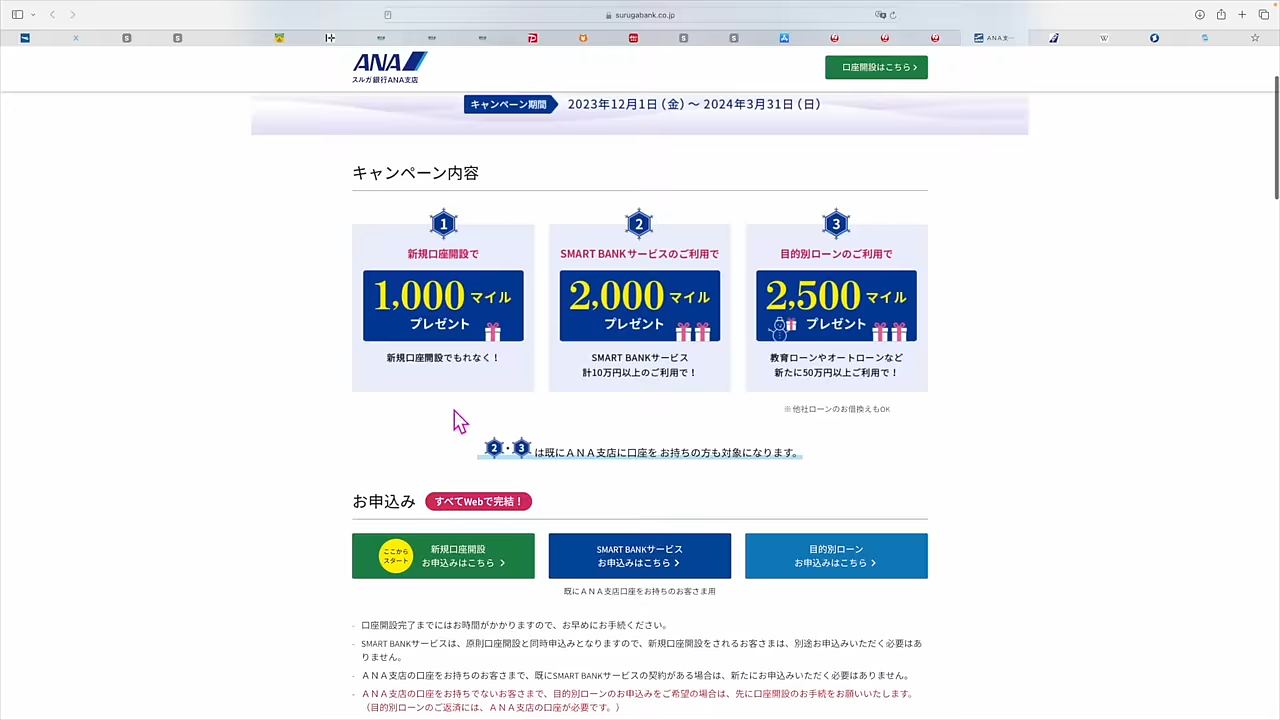 surugabank.co.jp
ANA支…
ANA
スルガ銀行ANA支店
口座開設はこちら
キャンペーン期間 2023年12月1日(金)～2024年3月31日(日)
キャンペーン内容
1
新規口座開設で
1,000マイル
プレゼント
新規口座開設でもれなく！
2
SMART BANKサービスのご利用で
2,000マイル
プレゼント
SMART BANKサービス
計10万円以上のご利用で！
3
目的別ローンのご利用で
2,500マイル
プレゼント
教育ローンやオートローンなど
新たに50万円以上ご利用で！
※他社ローンのお借換えもOK
2・3は既にＡＮＡ支店に口座を お持ちの方も対象になります。
お申込み すべてWebで完結！
ここから
スタート
新規口座開設
お申込みはこちら
SMART BANKサービス
お申込みはこちら
目的別ローン
お申込みはこちら
既にＡＮＡ支店口座をお持ちのお客さま用
- 口座開設完了までにはお時間がかかりますので、お早めにお手続ください。
- SMART BANKサービスは、原則口座開設と同時申込みとなりますので、新規口座開設をされるお客さまは、別途お申込みいただく必要はあ
りません。
- ＡＮＡ支店の口座をお持ちのお客さまで、既にSMART BANKサービスの契約がある場合は、新たにお申込みいただく必要はありません。
- ＡＮＡ支店の口座をお持ちでないお客さまで、目的別ローンのお申込みをご希望の場合は、先に口座開設のお手続をお願いいたします。
（目的別ローンのご返済には、ＡＮＡ支店の口座が必要です。）